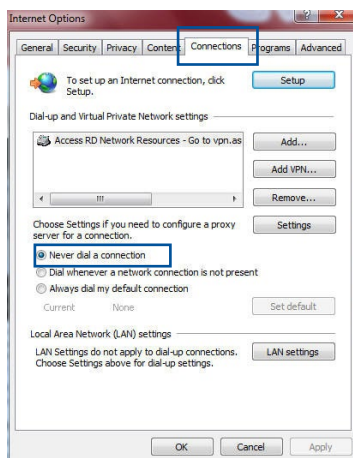 Internet Options
General Security Privacy Content Connections Programs Advanced
To set up an Internet connection, click
Setup.
Setup
Dial-up and Virtual Private Network settings
Access RD Network Resources - Go to vpn.as
Add...
Add VPN...
Remove...
Choose Settings if you need to configure a proxy
server for a connection.
Settings
Never dial a connection
Dial whenever a network connection is not present
Always dial my default connection
Current None
Set default
Local Area Network (LAN) settings
LAN Settings do not apply to dial-up connections.
Choose Settings above for dial-up settings.
LAN settings
OK Cancel Apply